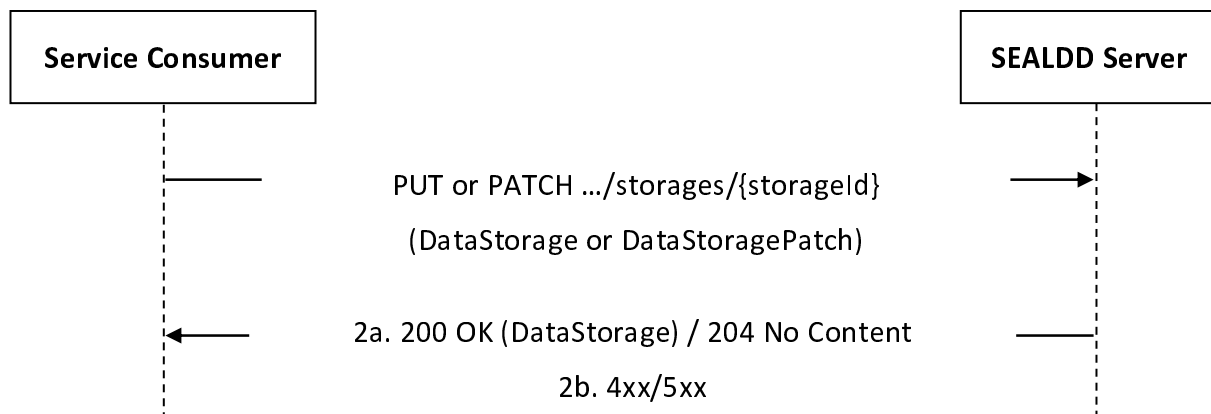 Service Consumer
SEALDD Server
PUT or PATCH .../storages/{storageId}
(DataStorage or DataStoragePatch)
2a. 200 OK (DataStorage) / 204 No Content
2b. 4xx/5xx